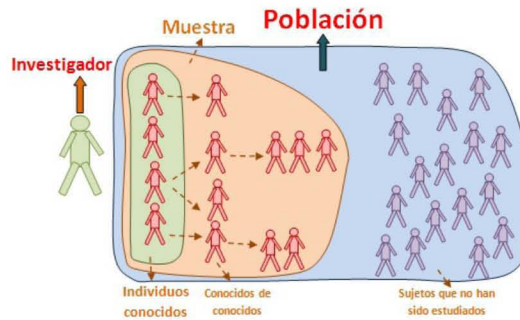 Población
Muestra
Investigador
Individuos
conocidos
Conocidos de
conocidos
Sujetos que no han
sido estudiados